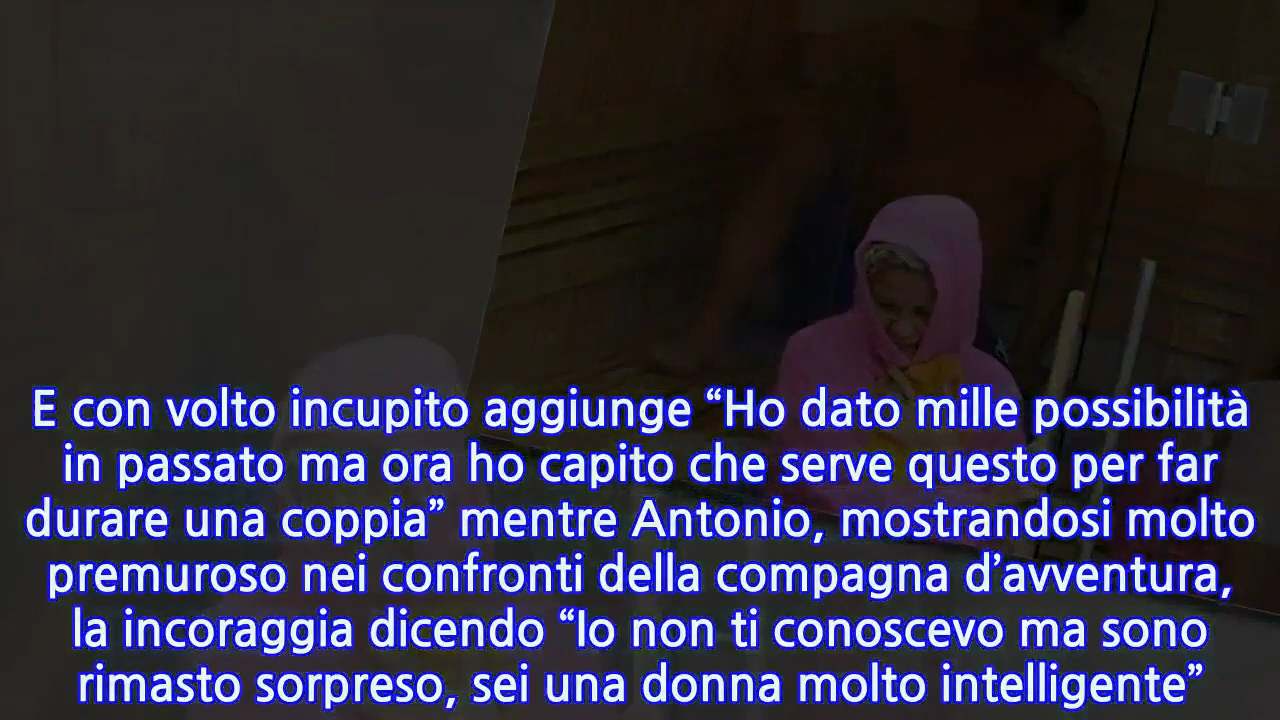 E con volto incupito aggiunge “Ho dato mille possibilità
in passato ma ora ho capito che serve questo per far
durare una coppia” mentre Antonio, mostrandosi molto
premuroso nei confronti della compagna d’avventura,
la incoraggia dicendo “Io non ti conoscevo ma sono
rimasto sorpreso, sei una donna molto intelligente”